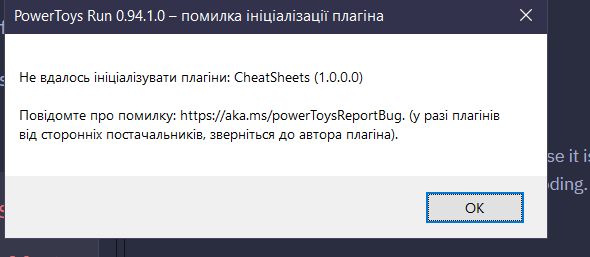 PowerToys Run 0.94.1.0 – помилка ініціалізації плагіна
Не вдалось ініціалізувати плагіни: CheatSheets (1.0.0.0)
Повідомте про помилку: https://aka.ms/powerToysReportBug. (у разі плагінів
від сторонніх постачальників, зверніться до автора плагіна).
se it is
oding.
OK